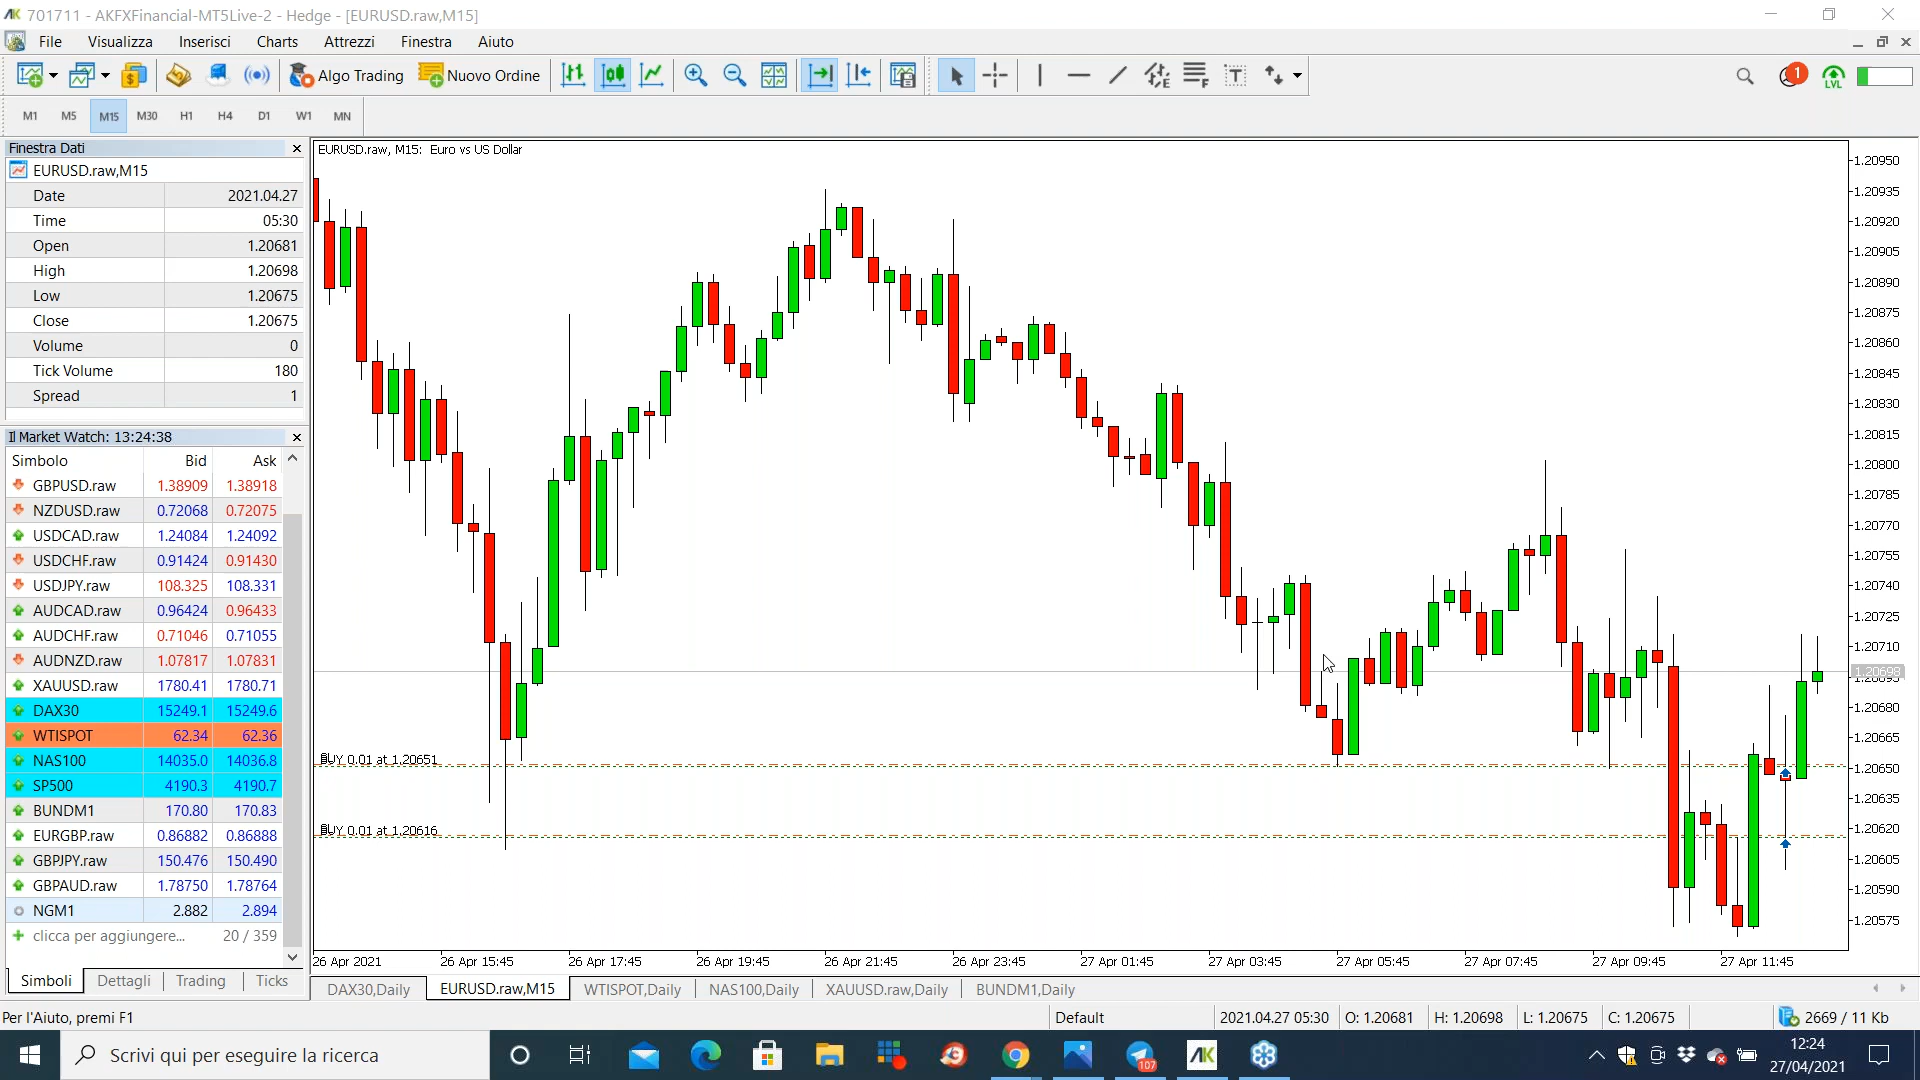 701711 - AKFXFinancial-MT5Live-2 - Hedge - [EURUSD.raw,M15]
File Visualizza Inserisci Charts Attrezzi Finestra Aiuto
Algo Trading Nuovo Ordine
1
LVL
M1 M5 M15 M30 H1 H4 D1 W1 MN
Finestra Dati
EURUSD.raw,M15
Date 2021.04.27
Time 05:30
Open 1.20681
High 1.20698
Low 1.20675
Close 1.20675
Volume 0
Tick Volume 180
Spread 1
Il Market Watch: 13:24:38
Simbolo Bid Ask
GBPUSD.raw 1.38909 1.38918
NZDUSD.raw 0.72068 0.72075
USDCAD.raw 1.24084 1.24092
USDCHF.raw 0.91424 0.91430
USDJPY.raw 108.325 108.331
AUDCAD.raw 0.96424 0.96433
AUDCHF.raw 0.71046 0.71055
AUDNZD.raw 1.07817 1.07831
XAUUSD.raw 1780.41 1780.71
DAX30 15249.1 15249.6
WTISPOT 62.34 62.36
NAS100 14035.0 14036.8
SP500 4190.3 4190.7
BUNDM1 170.80 170.83
EURGBP.raw 0.86882 0.86888
GBPJPY.raw 150.476 150.490
GBPAUD.raw 1.78750 1.78764
NGM1 2.882 2.894
clicca per aggiungere... 20 / 359
Simboli Dettagli Trading Ticks
EURUSD.raw, M15: Euro vs US Dollar
1.20950
1.20935
1.20920
1.20905
1.20890
1.20875
1.20860
1.20845
1.20830
1.20815
1.20800
1.20785
1.20770
1.20755
1.20740
1.20725
1.20710
1.20698
1.20695
1.20680
1.20665
1.20650
1.20635
1.20620
1.20605
1.20590
1.20575
BUY 0.01 at 1.20651
BUY 0.01 at 1.20616
26 Apr 2021 26 Apr 15:45 26 Apr 17:45 26 Apr 19:45 26 Apr 21:45 26 Apr 23:45 27 Apr 01:45 27 Apr 03:45 27 Apr 05:45 27 Apr 07:45 27 Apr 09:45 27 Apr 11:45
DAX30,Daily EURUSD.raw,M15 WTISPOT,Daily NAS100,Daily XAUUSD.raw,Daily BUNDM1,Daily
Per l'Aiuto, premi F1 Default 2021.04.27 05:30 O: 1.20681 H: 1.20698 L: 1.20675 C: 1.20675 2669 / 11 Kb
Scrivi qui per eseguire la ricerca
107
AK
12:24
27/04/2021